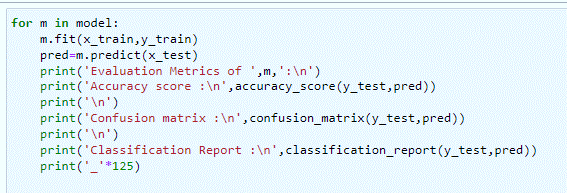 for m in model:
    m.fit(x_train,y_train)
    pred=m.predict(x_test)
    print('Evaluation Metrics of ',m,':\n')
    print('Accuracy score :\n',accuracy_score(y_test,pred))
    print('\n')
    print('Confusion matrix :\n',confusion_matrix(y_test,pred))
    print('\n')
    print('Classification Report :\n',classification_report(y_test,pred))
    print('_'*125)